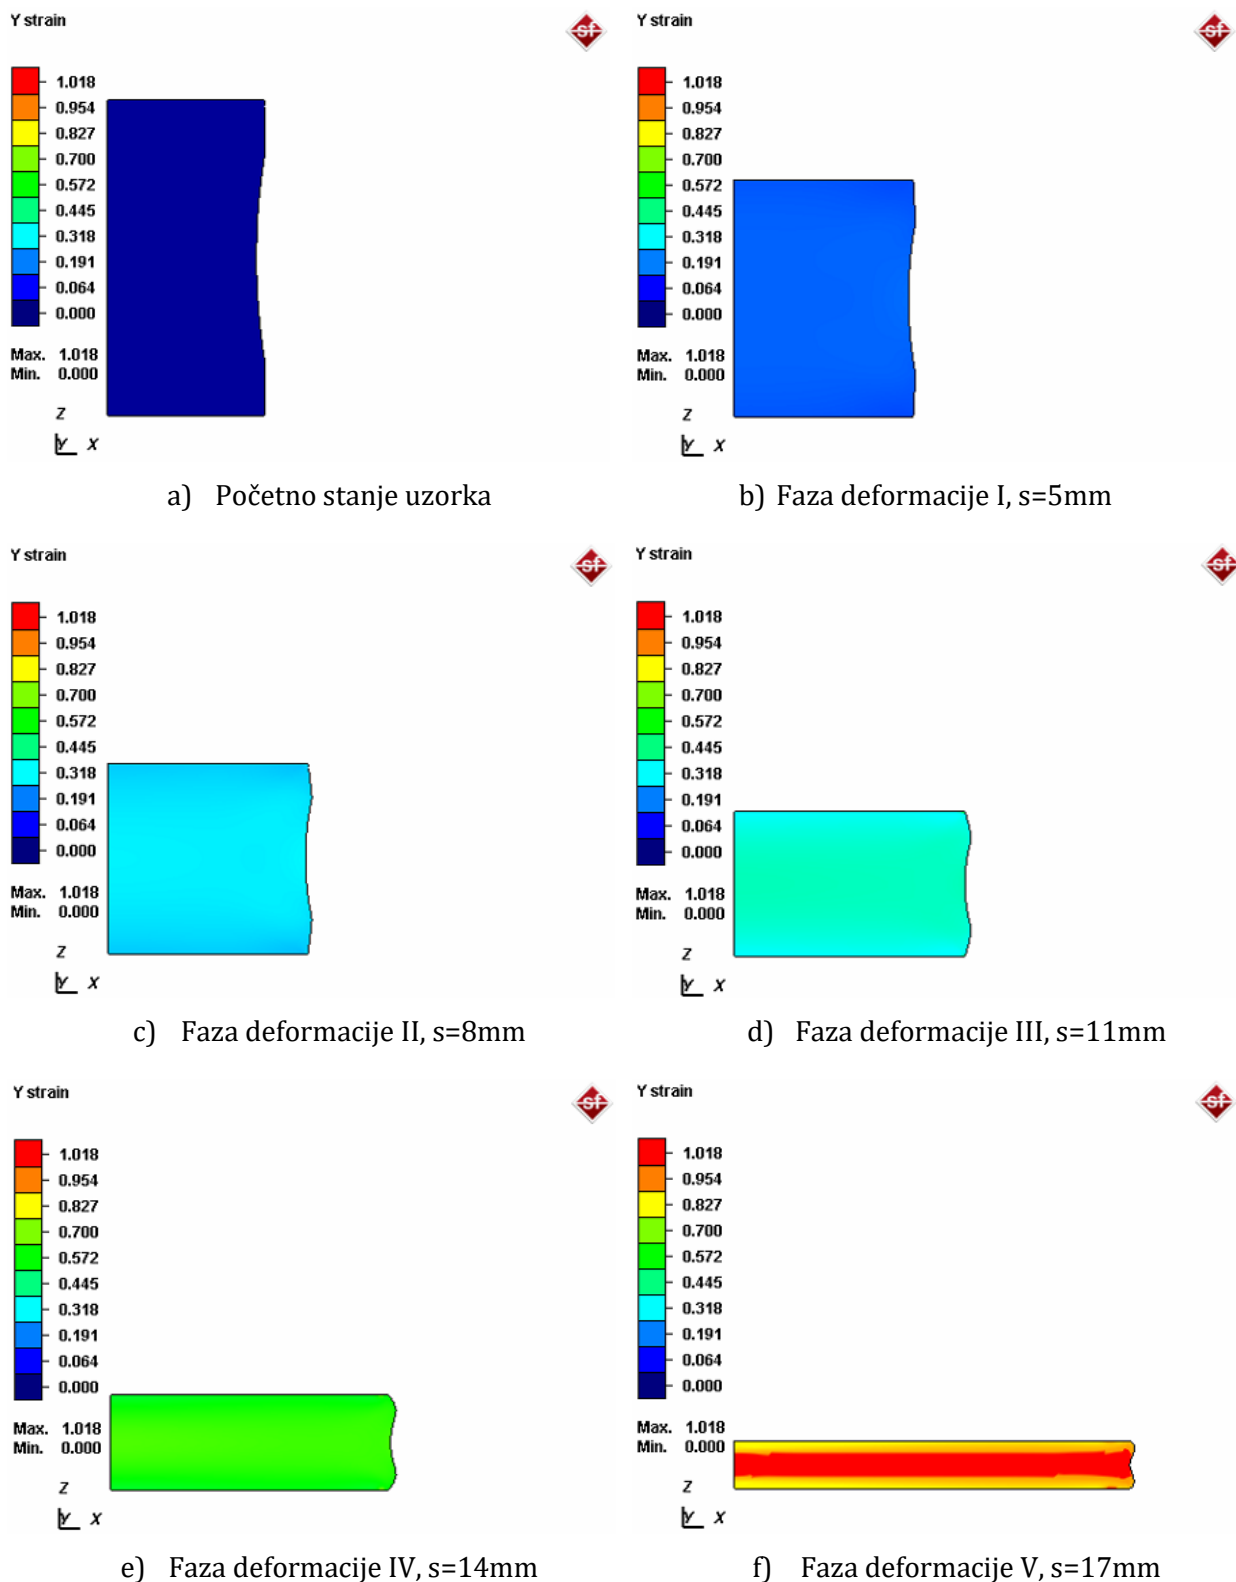 Y strain
sf
1.018
0.954
0.827
0.700
0.572
0.445
0.318
0.191
0.064
0.000
Max. 1.018
Min. 0.000
Z
Y X
a) Početno stanje uzorka
Y strain
sf
1.018
0.954
0.827
0.700
0.572
0.445
0.318
0.191
0.064
0.000
Max. 1.018
Min. 0.000
Z
Y X
b) Faza deformacije I, s=5mm
Y strain
sf
1.018
0.954
0.827
0.700
0.572
0.445
0.318
0.191
0.064
0.000
Max. 1.018
Min. 0.000
Z
Y X
c) Faza deformacije II, s=8mm
Y strain
sf
1.018
0.954
0.827
0.700
0.572
0.445
0.318
0.191
0.064
0.000
Max. 1.018
Min. 0.000
Z
Y X
d) Faza deformacije III, s=11mm
Y strain
sf
1.018
0.954
0.827
0.700
0.572
0.445
0.318
0.191
0.064
0.000
Max. 1.018
Min. 0.000
Z
Y X
e) Faza deformacije IV, s=14mm
Y strain
sf
1.018
0.954
0.827
0.700
0.572
0.445
0.318
0.191
0.064
0.000
Max. 1.018
Min. 0.000
Z
Y X
f) Faza deformacije V, s=17mm